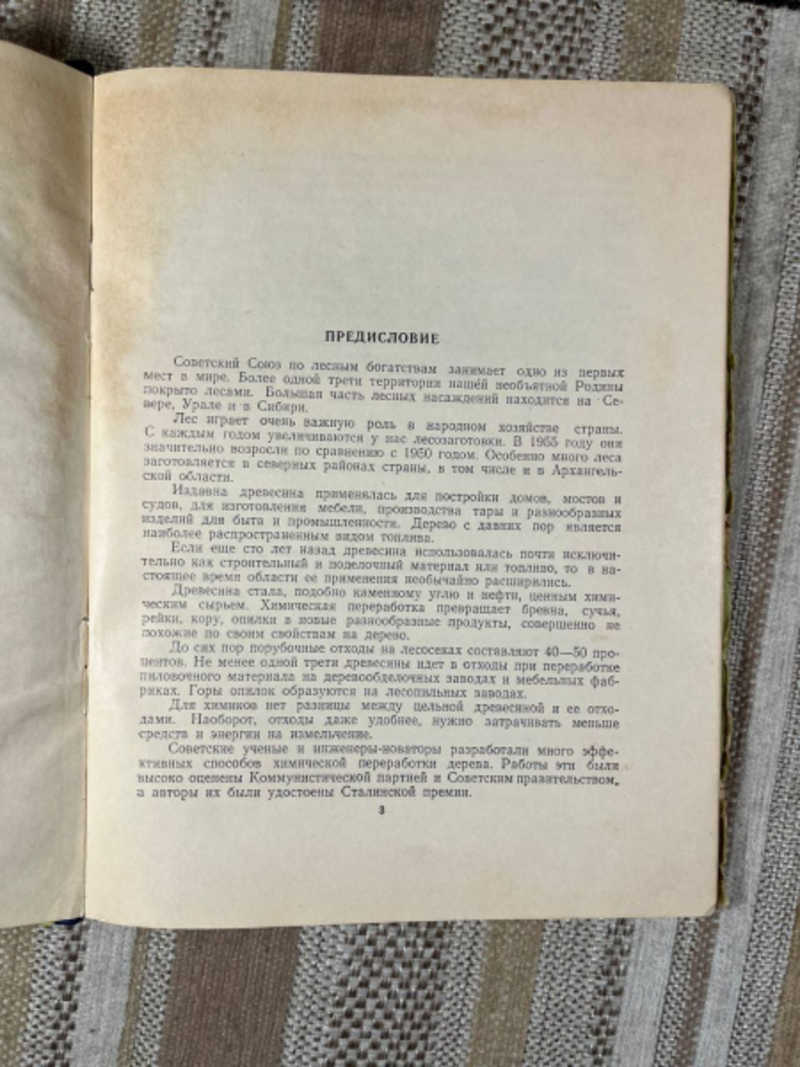 ПРЕДИСЛОВИЕ
Советский Союз по лесным богатствам занимает одно из первых
мест в мире. Более одной трети территории нашей необъятной Родины
покрыто лесами. Большая часть лесных насаждений находится на Се-
вере, Урале и в Сибири.
Лес играет очень важную роль в народном хозяйстве страны.
С каждым годом увеличиваются у нас лесозаготовки. В 1955 году они
значительно возросли по сравнению с 1950 годом. Особенно много леса
заготовляется в северных районах страны, в том числе и в Архангель-
ской области.
Издавна древесина применялась для постройки домов, мостов и
судов, для изготовления мебели, производства тары и разнообразных
изделий для быта и промышленности. Дерево с давних пор является
наиболее распространенным видом топлива.
Если еще сто лет назад древесина использовалась почти исключи-
тельно как строительный и поделочный материал или топливо, то в на-
стоящее время области ее применения необычайно расширились.
Древесина стала, подобно каменному углю и нефти, ценным хими-
ческим сырьем. Химическая переработка превращает бревна, сучья,
рейки, кору, опилки в новые разнообразные продукты, совершенно не
похожие по своим свойствам на дерево.
До сих пор порубочные отходы на лесосеках составляют 40—50 про-
центов. Не менее одной трети древесины идет в отходы при переработке
пиловочного материала на деревообделочных заводах и мебельных фаб-
риках. Горы опилок образуются на лесопильных заводах.
Для химиков нет разницы между цельной древесиной и ее отхо-
дами. Наоборот, отходы даже удобнее, нужно затрачивать меньше
средств и энергии на измельчение.
Советские ученые и инженеры-новаторы разработали много эффе-
ктивных способов химической переработки дерева. Работы эти были
высоко оценены Коммунистической партией и Советским правительством,
а авторы их были удостоены Сталинской премии.
3